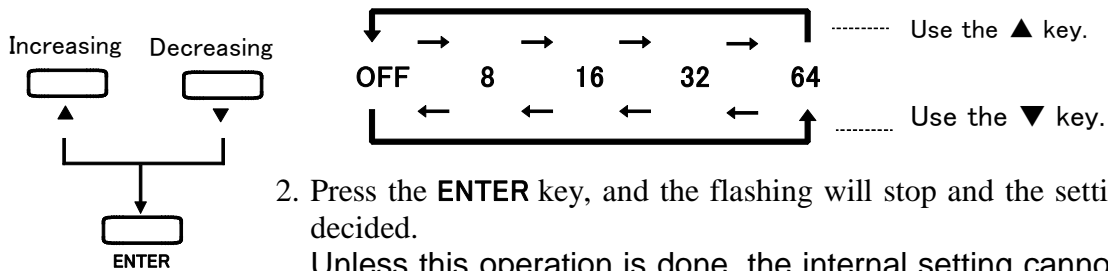 Increasing Decreasing
▲ ▼
ENTER
→ → → →
OFF 8 16 32 64
← ← ← ←
Use the ▲ key.
Use the ▼ key.
2. Press the ENTER key, and the flashing will stop and the setti
decided.
Unless this operation is done, the internal setting canno